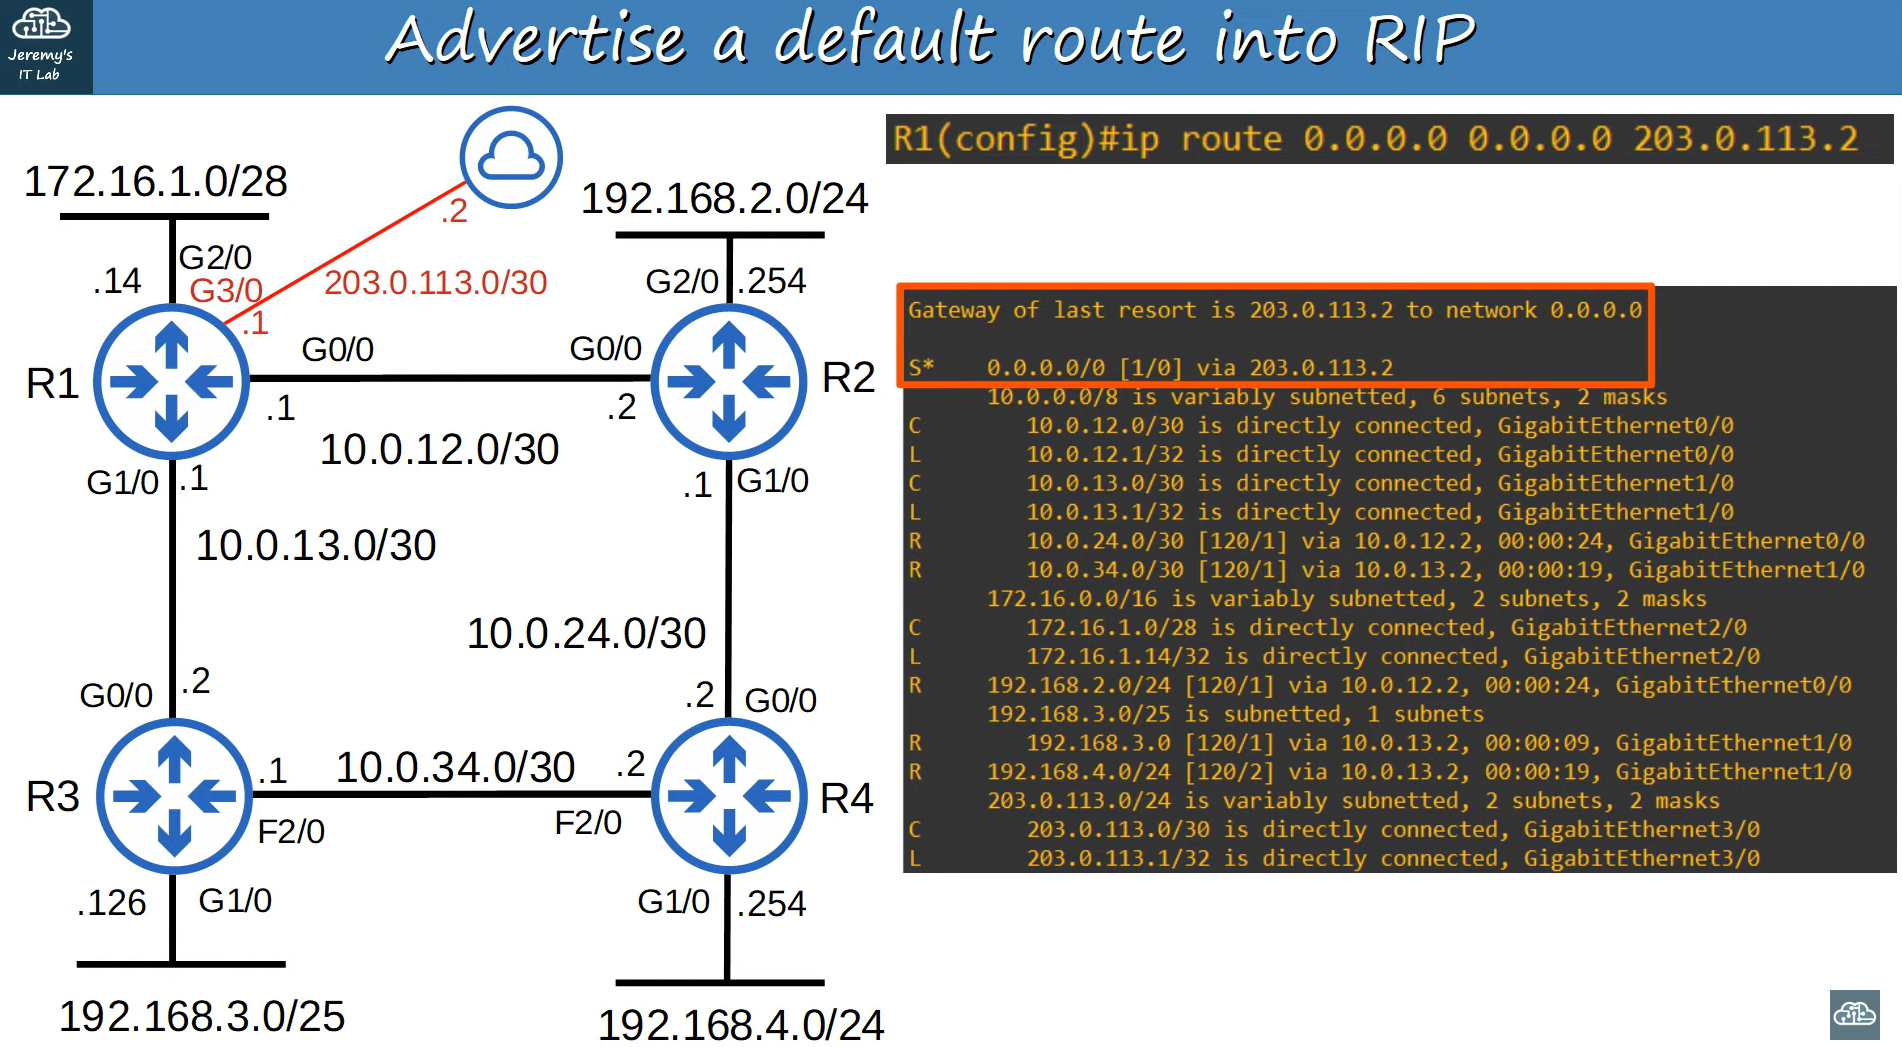 Jeremy's
IT Lab
Advertise a default route into RIP
R1(config)#ip route 0.0.0.0 0.0.0.0 203.0.113.2
172.16.1.0/28
.2
192.168.2.0/24
G2/0
.14
G3/0
203.0.113.0/30
G2/0
.254
.1
G0/0
G0/0
R1
R2
.1
.2
10.0.12.0/30
G1/0
.1
.1
G1/0
10.0.13.0/30
10.0.24.0/30
G0/0
.2
.2
G0/0
R3
.1
10.0.34.0/30
.2
R4
F2/0
F2/0
.126
G1/0
G1/0
.254
192.168.3.0/25
192.168.4.0/24
Gateway of last resort is 203.0.113.2 to network 0.0.0.0
S* 0.0.0.0/0 [1/0] via 203.0.113.2
10.0.0.0/8 is variably subnetted, 6 subnets, 2 masks
C 10.0.12.0/30 is directly connected, GigabitEthernet0/0
L 10.0.12.1/32 is directly connected, GigabitEthernet0/0
C 10.0.13.0/30 is directly connected, GigabitEthernet1/0
L 10.0.13.1/32 is directly connected, GigabitEthernet1/0
R 10.0.24.0/30 [120/1] via 10.0.12.2, 00:00:24, GigabitEthernet0/0
R 10.0.34.0/30 [120/1] via 10.0.13.2, 00:00:19, GigabitEthernet1/0
172.16.0.0/16 is variably subnetted, 2 subnets, 2 masks
C 172.16.1.0/28 is directly connected, GigabitEthernet2/0
L 172.16.1.14/32 is directly connected, GigabitEthernet2/0
R 192.168.2.0/24 [120/1] via 10.0.12.2, 00:00:24, GigabitEthernet0/0
192.168.3.0/25 is subnetted, 1 subnets
R 192.168.3.0 [120/1] via 10.0.13.2, 00:00:09, GigabitEthernet1/0
R 192.168.4.0/24 [120/2] via 10.0.13.2, 00:00:19, GigabitEthernet1/0
203.0.113.0/24 is variably subnetted, 2 subnets, 2 masks
C 203.0.113.0/30 is directly connected, GigabitEthernet3/0
L 203.0.113.1/32 is directly connected, GigabitEthernet3/0